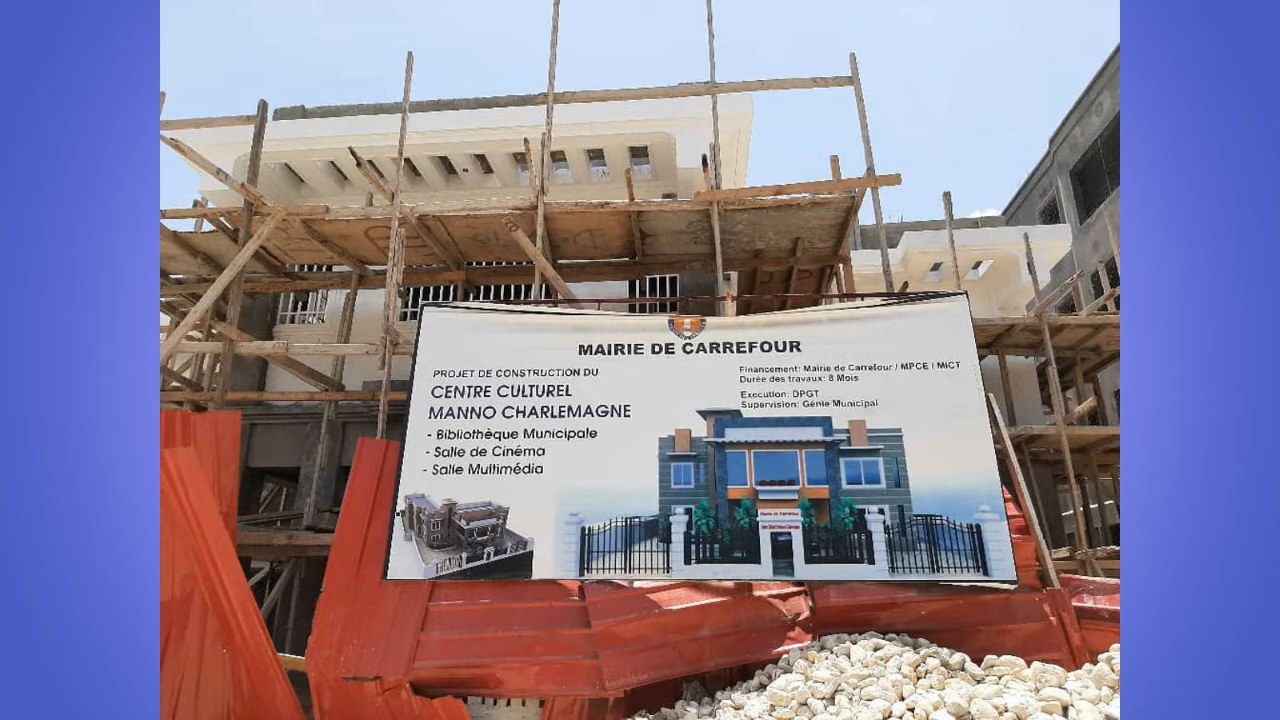 MAIRIE DE CARREFOUR
PROJET DE CONSTRUCTION DU
CENTRE CULTUREL
MANNO CHARLEMAGNE
- Bibliothèque Municipale
- Salle de Cinéma
- Salle Multimédia
Financement: Mairie de Carrefour / MPCE / MICT
Durée des travaux: 8 Mois
Execution: DPGT
Supervision: Génie Municipal